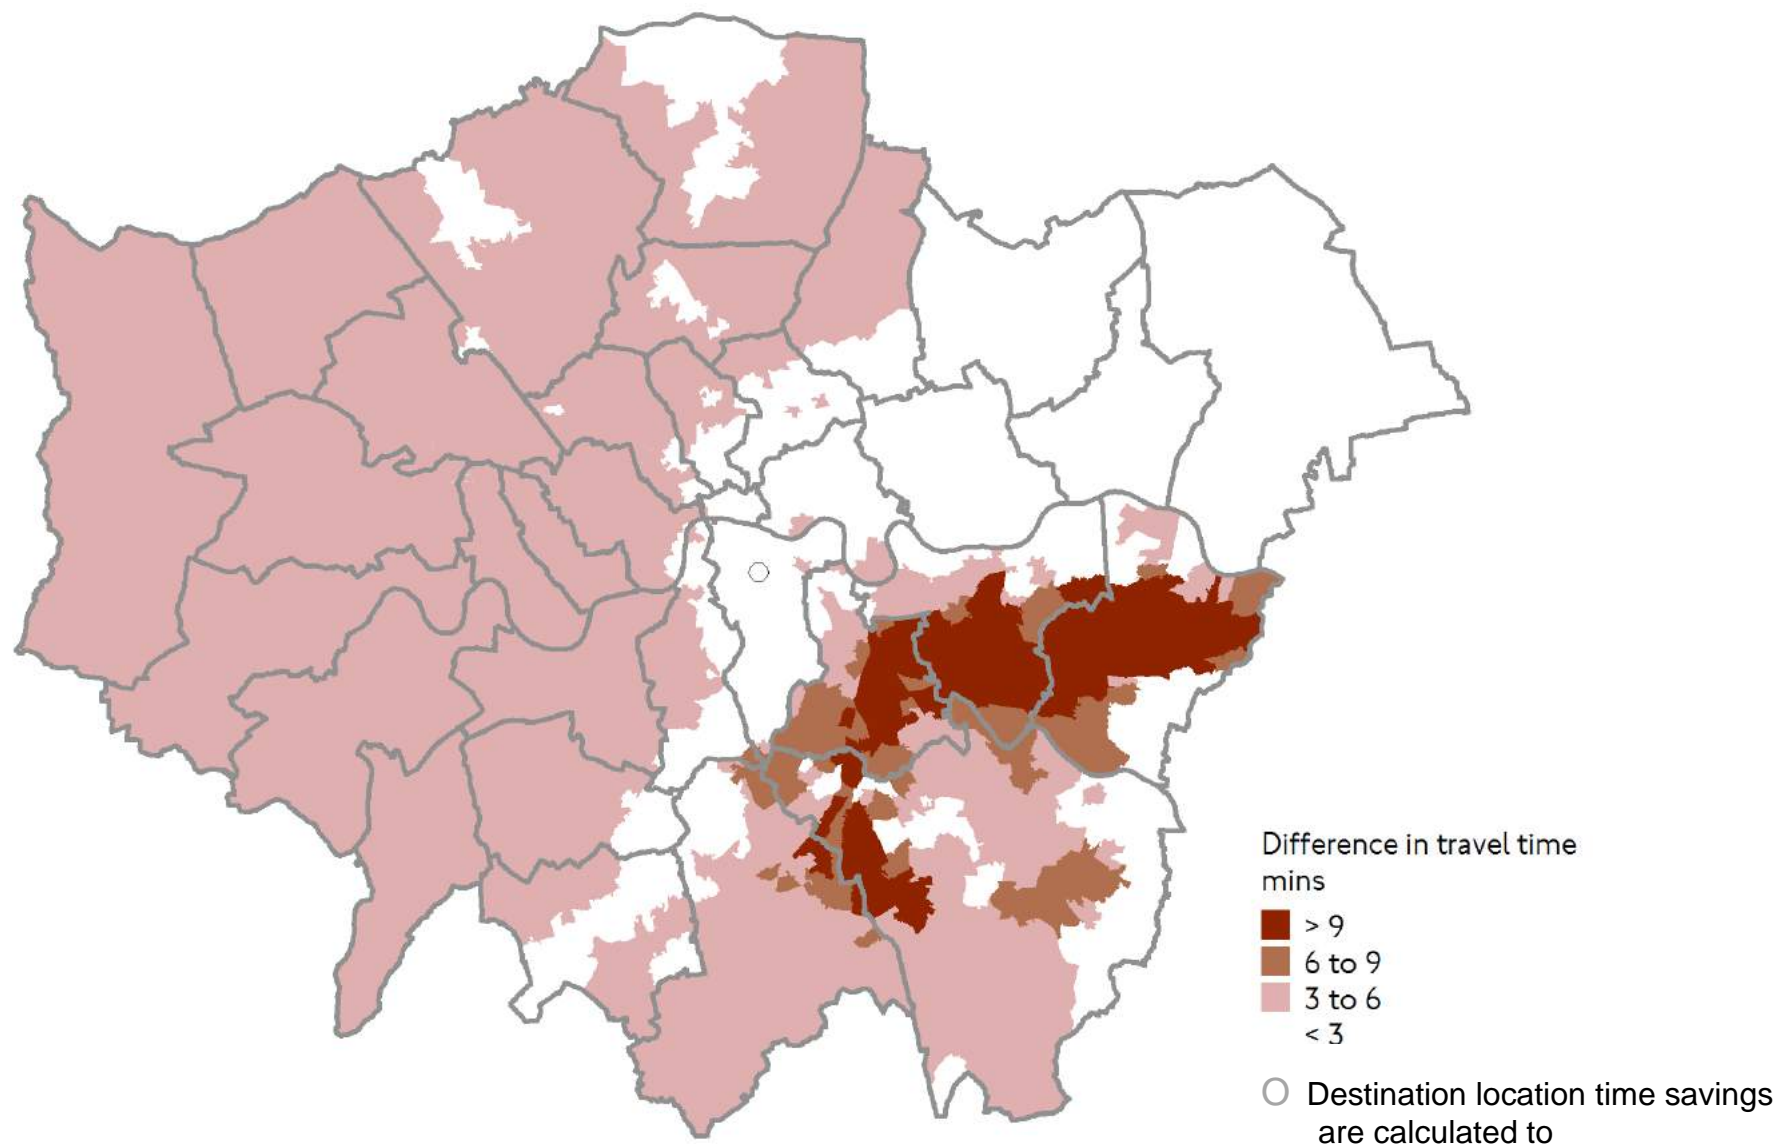 Difference in travel time
mins
> 9
6 to 9
3 to 6
< 3
Destination location time savings
are calculated to